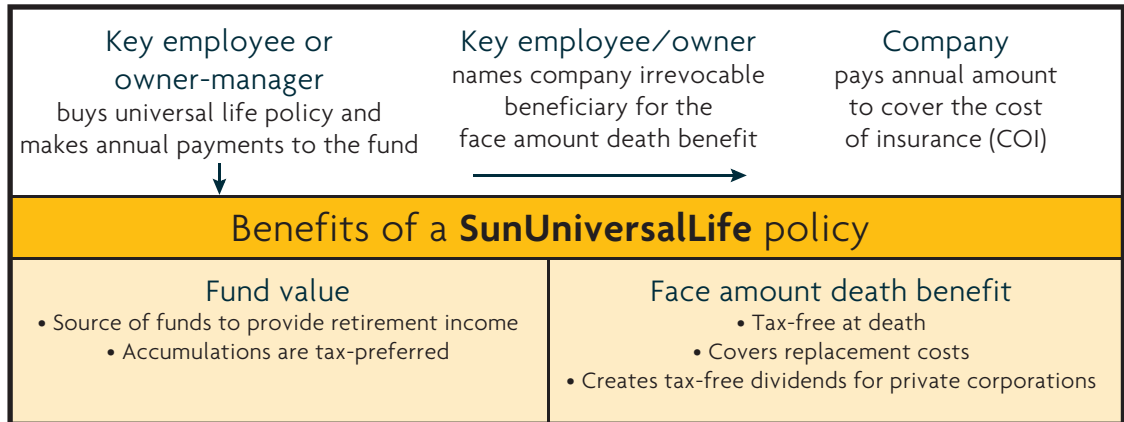 Key employee or
owner-manager
buys universal life policy and
makes annual payments to the fund
Key employee/owner
names company irrevocable
beneficiary for the
face amount death benefit
Company
pays annual amount
to cover the cost
of insurance (COI)
Benefits of a SunUniversalLife policy
Fund value
• Source of funds to provide retirement income
• Accumulations are tax-preferred
Face amount death benefit
• Tax-free at death
• Covers replacement costs
• Creates tax-free dividends for private corporations